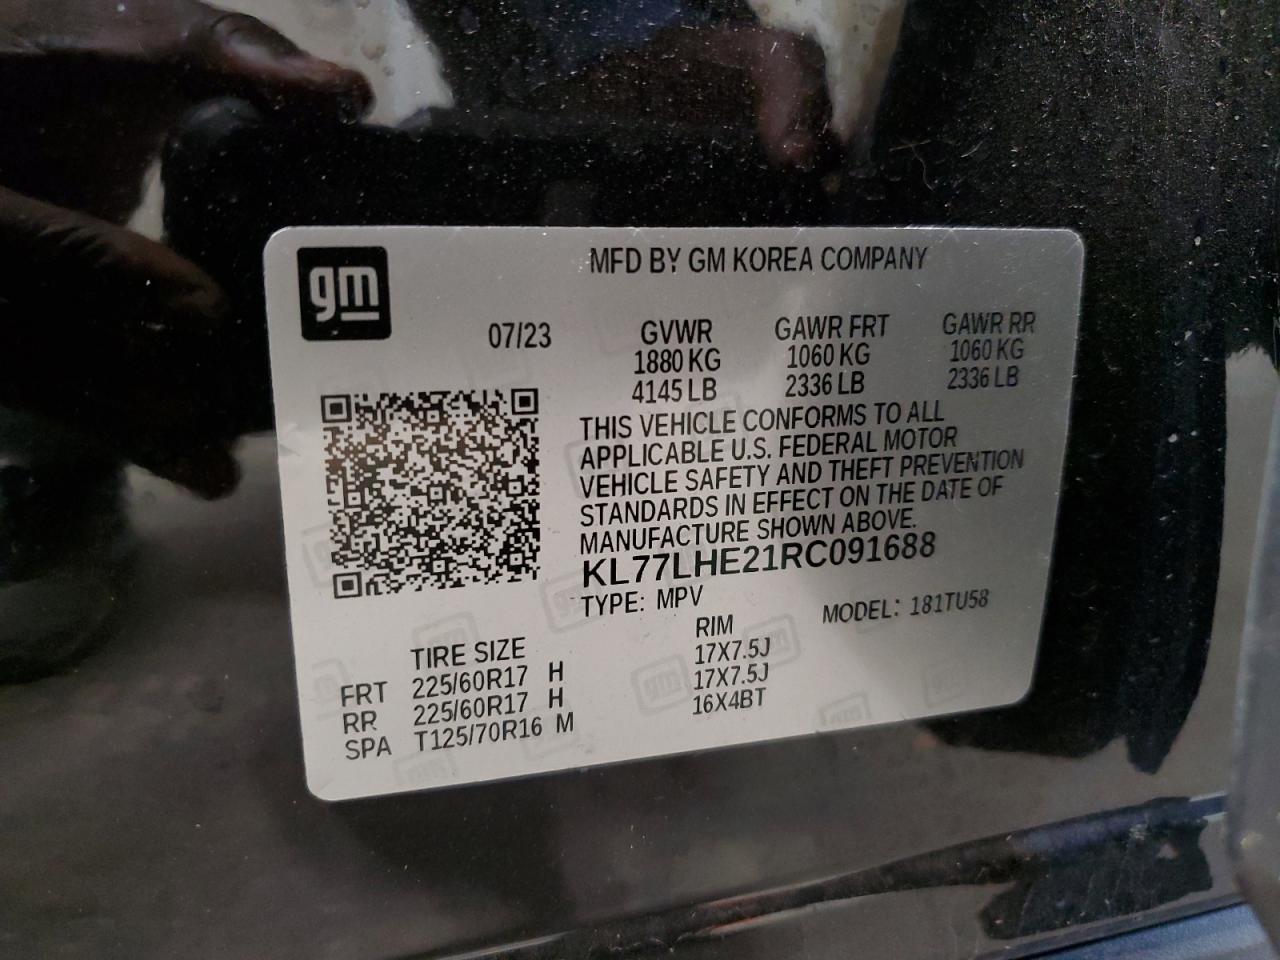 gm
MFD BY GM KOREA COMPANY
07/23 GVWR GAWR FRT GAWR RR
1880 KG 1060 KG 1060 KG
4145 LB 2336 LB 2336 LB
THIS VEHICLE CONFORMS TO ALL
APPLICABLE U.S. FEDERAL MOTOR
VEHICLE SAFETY AND THEFT PREVENTION
STANDARDS IN EFFECT ON THE DATE OF
MANUFACTURE SHOWN ABOVE.
KL77LHE21RC091688
TYPE: MPV MODEL: 181TU58
TIRE SIZE RIM
FRT 225/60R17 H 17X7.5J
RR 225/60R17 H 17X7.5J
SPA T125/70R16 M 16X4BT